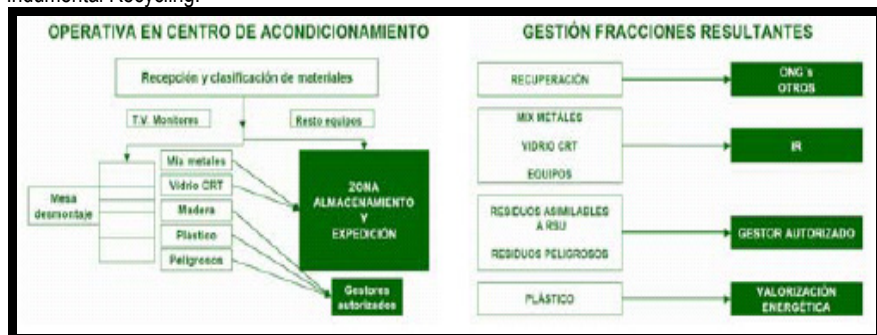 Indumental Recycling.
OPERATIVA EN CENTRO DE ACONDICIONAMIENTO
Recepción y clasificación de materiales
T.V. Monitores
Resto equipos
Mesa
desmontaje
Mix metales
Vidrio CRT
Madera
Plastico
Peligrosos
ZONA
ALMACENAMIENTO
Y
EXPEDICIÓN
Gestores
autorizados
GESTIÓN FRACCIONES RESULTANTES
RECUPERACIÓN
ONG´s
OTROS
MIX METALES
VIDRIO CRT
EQUIPOS
IR
RESIDUOS ASIMILABLES
A RSU
RESIDUOS PELIGROSOS
GESTOR AUTORIZADO
PLÁSTICO
VALORIZACIÓN
ENERGÉTICA